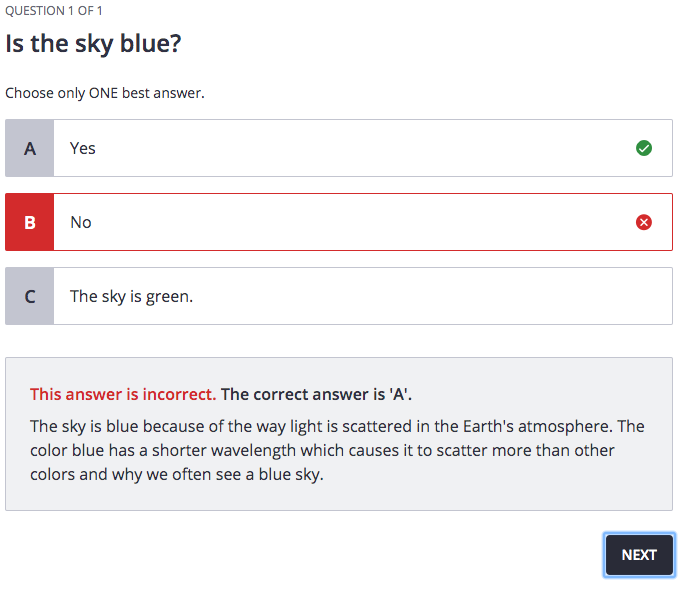 QUESTION 1 OF 1
Is the sky blue?
Choose only ONE best answer.
A Yes
B No
C The sky is green.
This answer is incorrect. The correct answer is 'A'.
The sky is blue because of the way light is scattered in the Earth's atmosphere. The
color blue has a shorter wavelength which causes it to scatter more than other
colors and why we often see a blue sky.
NEXT